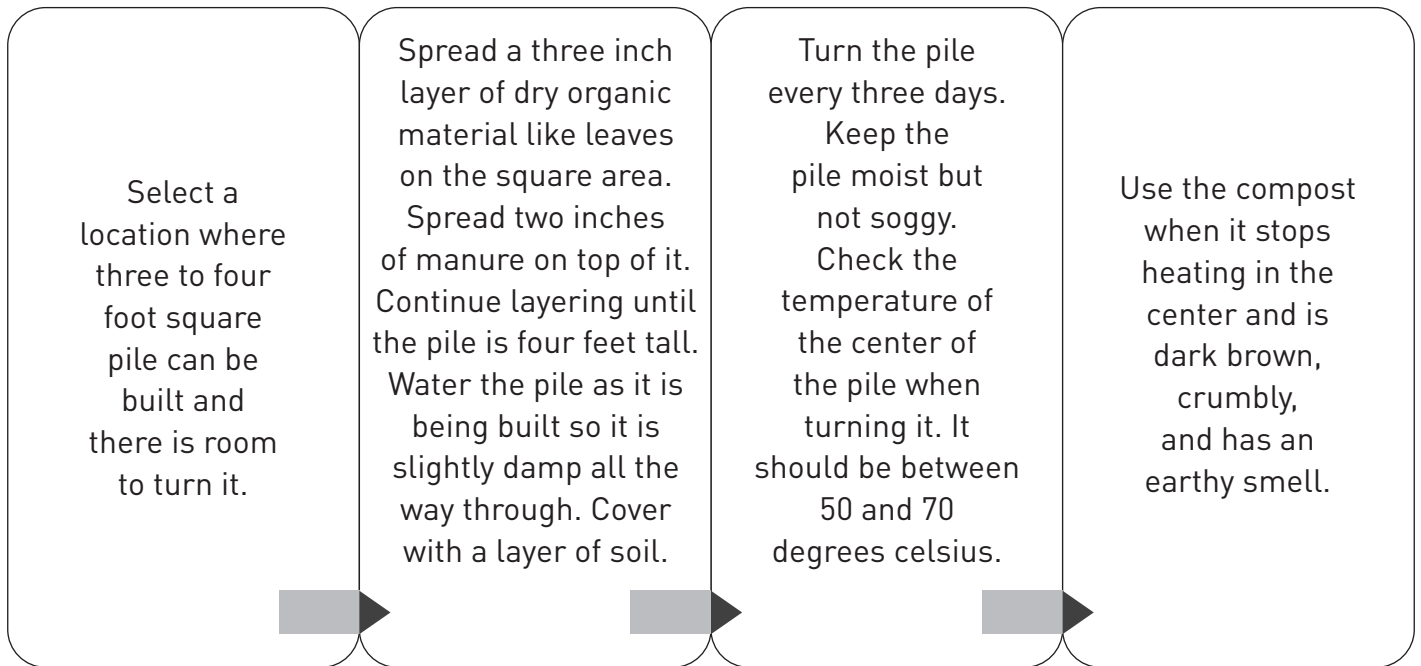 Select a
location where
three to four
foot square
pile can be
built and
there is room
to turn it.
Spread a three inch
layer of dry organic
material like leaves
on the square area.
Spread two inches
of manure on top of it.
Continue layering until
the pile is four feet tall.
Water the pile as it is
being built so it is
slightly damp all the
way through. Cover
with a layer of soil.
Turn the pile
every three days.
Keep the
pile moist but
not soggy.
Check the
temperature of
the center of
the pile when
turning it. It
should be between
50 and 70
degrees celsius.
Use the compost
when it stops
heating in the
center and is
dark brown,
crumbly,
and has an
earthy smell.